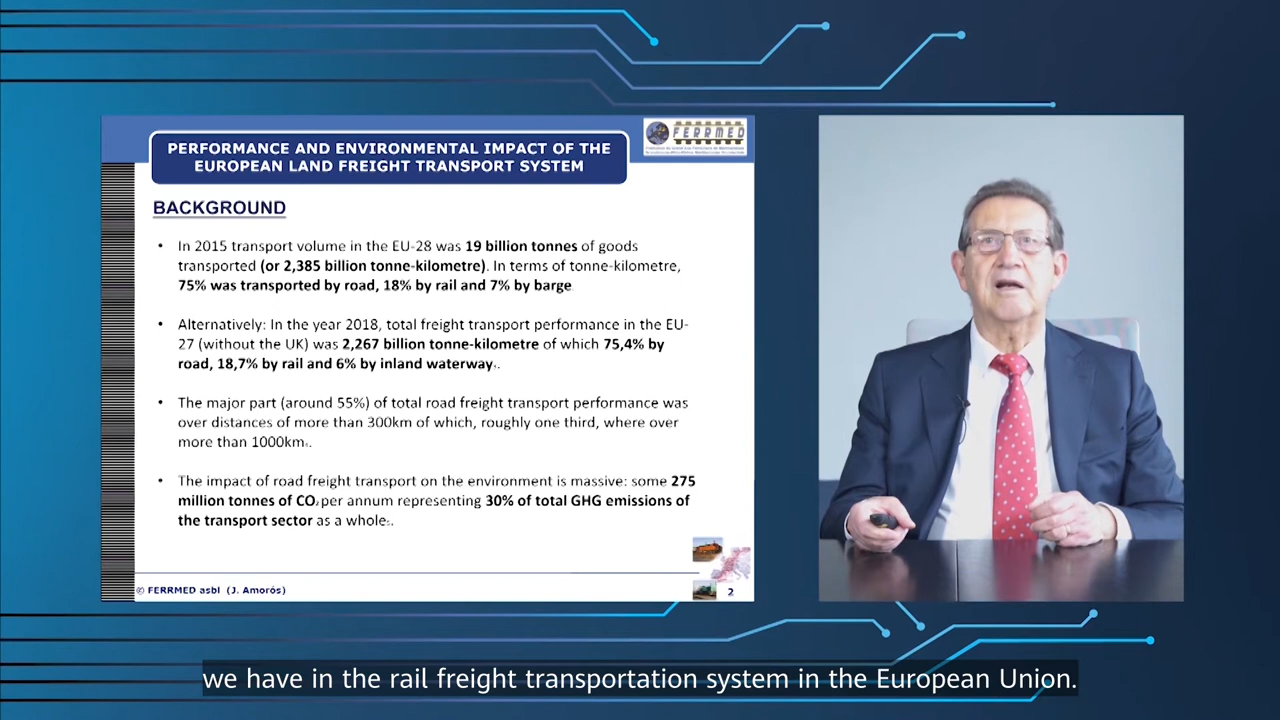 PERFORMANCE AND ENVIRONMENTAL IMPACT OF THE
EUROPEAN LAND FREIGHT TRANSPORT SYSTEM
FERRMED
BACKGROUND
• In 2015 transport volume in the EU-28 was 19 billion tonnes of goods
transported (or 2,385 billion tonne-kilometre). In terms of tonne-kilometre,
75% was transported by road, 18% by rail and 7% by barge
• Alternatively: In the year 2018, total freight transport performance in the EU-
27 (without the UK) was 2,267 billion tonne-kilometre of which 75,4% by
road, 18,7% by rail and 6% by inland waterway.
• The major part (around 55%) of total road freight transport performance was
over distances of more than 300km of which, roughly one third, where over
more than 1000km.
• The impact of road freight transport on the environment is massive: some 275
million tonnes of CO₂ per annum representing 30% of total GHG emissions of
the transport sector as a whole.
© FERRMED asbl (J. Amorós)
2
we have in the rail freight transportation system in the European Union.